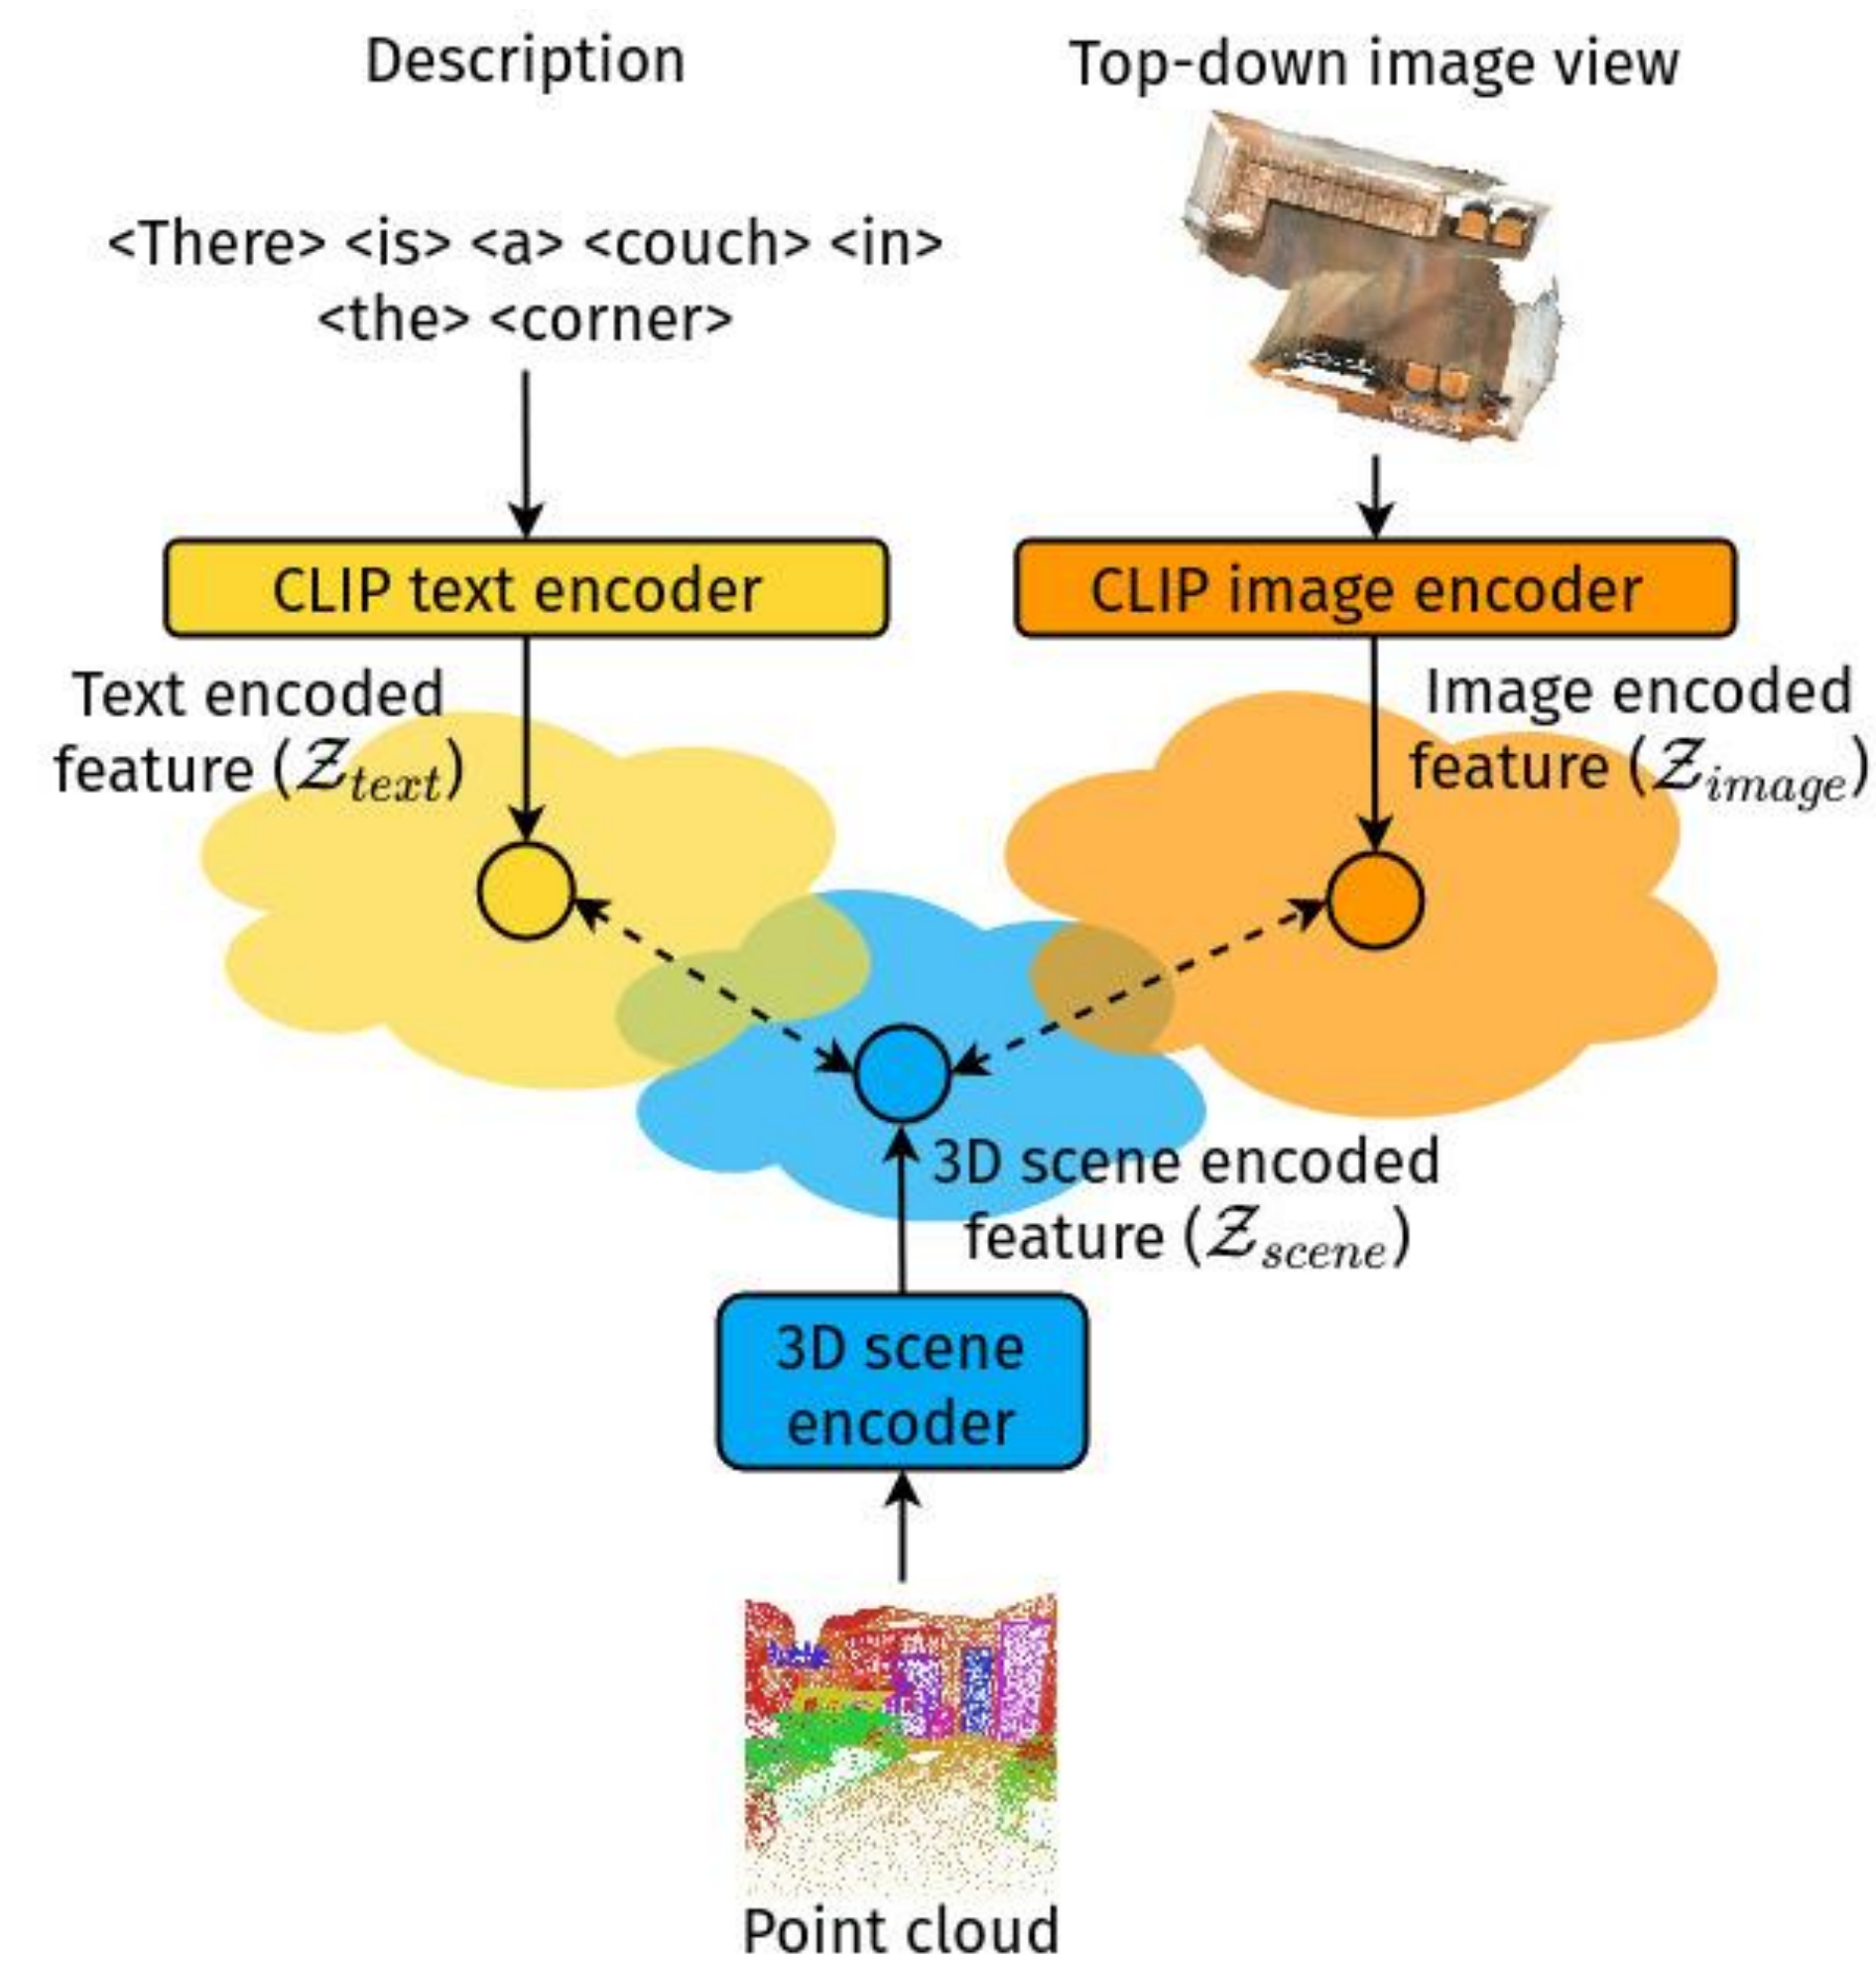 Description
Top-down image view
<There> <is> <a> <couch> <in>
<the> <corner>
CLIP text encoder
CLIP image encoder
Text encoded
feature (𝒵text)
Image encoded
feature (𝒵image)
3D scene encoded
feature (𝒵scene)
3D scene
encoder
Point cloud